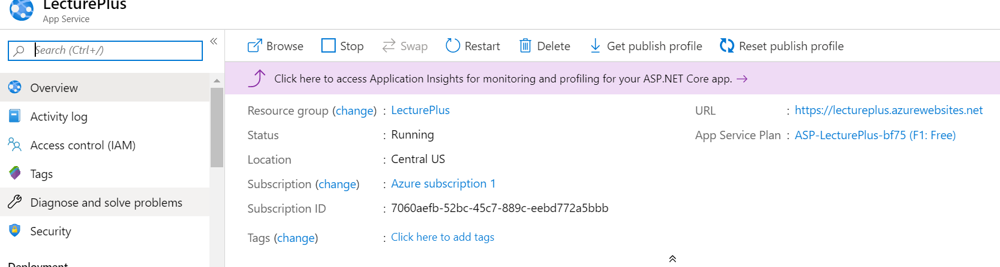 LecturePlus
App Service
Search (Ctrl+/)
Overview
Activity log
Access control (IAM)
Tags
Diagnose and solve problems
Security
Deployment
Browse Stop Swap Restart Delete Get publish profile Reset publish profile
Click here to access Application Insights for monitoring and profiling for your ASP.NET Core app. →
Resource group (change) : LecturePlus
Status : Running
Location : Central US
Subscription (change) : Azure subscription 1
Subscription ID : 7060aefb-52bc-45c7-889c-eebd772a5bbb
Tags (change) : Click here to add tags
URL : https://lectureplus.azurewebsites.net
App Service Plan : ASP-LecturePlus-bf75 (F1: Free)